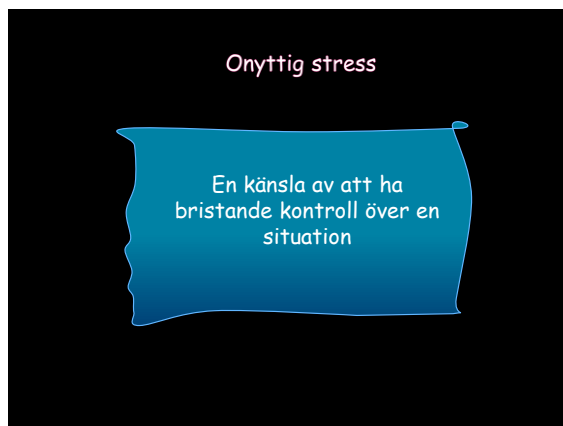 Onyttig stress
En känsla av att ha
bristande kontroll över en
situation